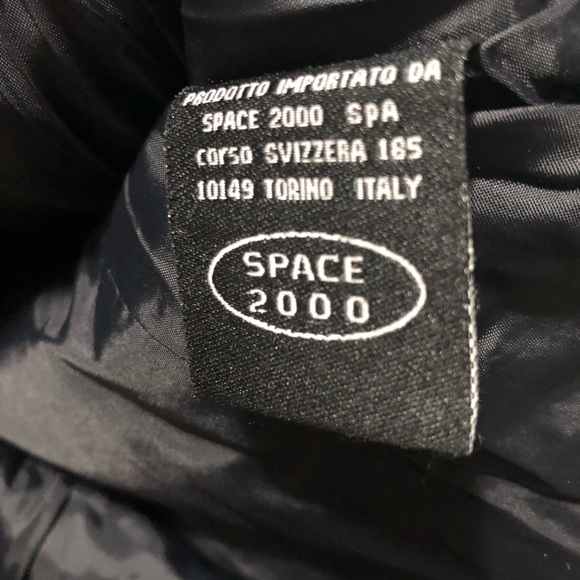 PRODOTTO IMPORTATO DA
SPACE 2000 SpA
corso SVIZZERA 185
10149 TORINO ITALY
SPACE
2000